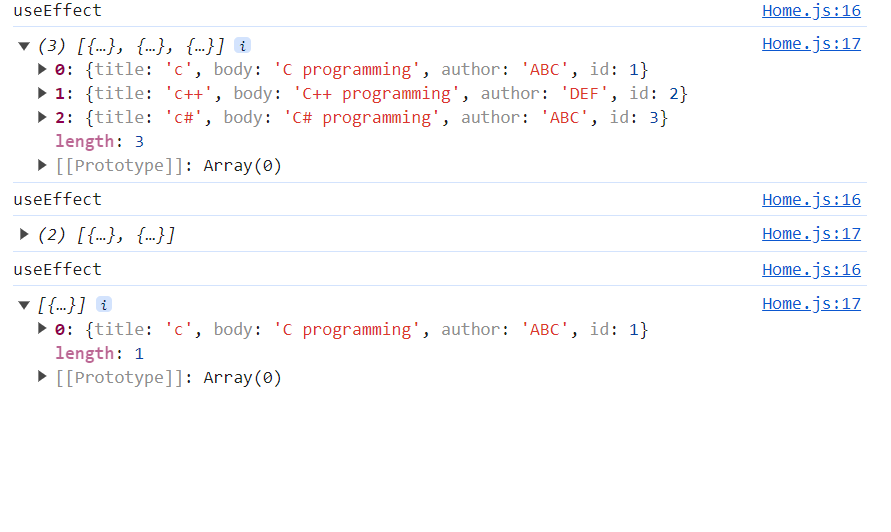 useEffect Home.js:16
▼ (3) [{…}, {…}, {…}] i Home.js:17
▶ 0: {title: 'c', body: 'C programming', author: 'ABC', id: 1}
▶ 1: {title: 'c++', body: 'C++ programming', author: 'DEF', id: 2}
▶ 2: {title: 'c#', body: 'C# programming', author: 'ABC', id: 3}
length: 3
▶ [[Prototype]]: Array(0)
useEffect Home.js:16
▶ (2) [{…}, {…}] Home.js:17
useEffect Home.js:16
▼ [{…}] i Home.js:17
▶ 0: {title: 'c', body: 'C programming', author: 'ABC', id: 1}
length: 1
▶ [[Prototype]]: Array(0)